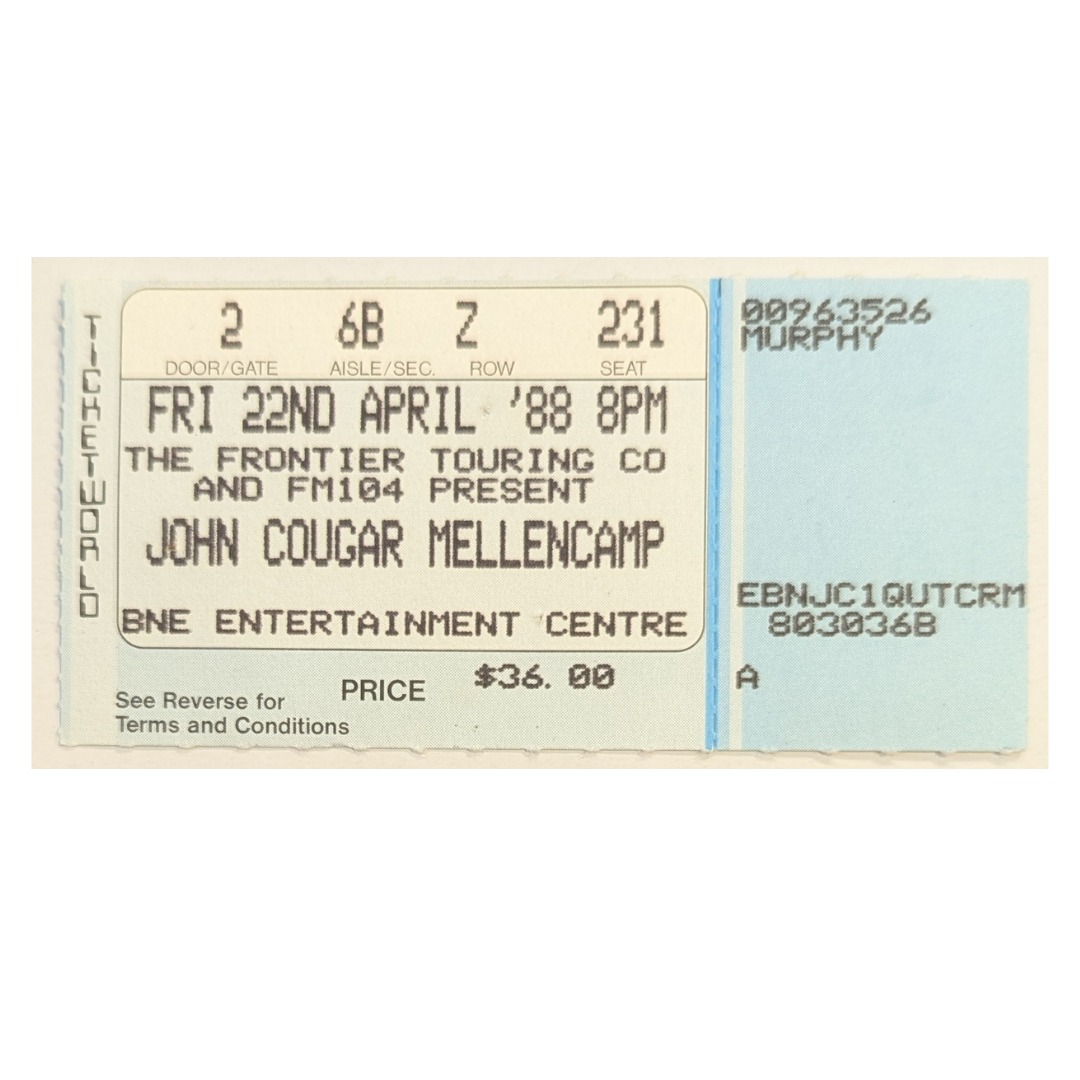 TICKETWORLD
2 6B Z 231
DOOR/GATE AISLE/SEC. ROW SEAT
FRI 22ND APRIL '88 8PM
THE FRONTIER TOURING CO
AND FM104 PRESENT
JOHN COUGAR MELLENCAMP
BNE ENTERTAINMENT CENTRE
PRICE $36.00
See Reverse for
Terms and Conditions
00963526
MURPHY
EBNJC1QUTCRM
803036B
A